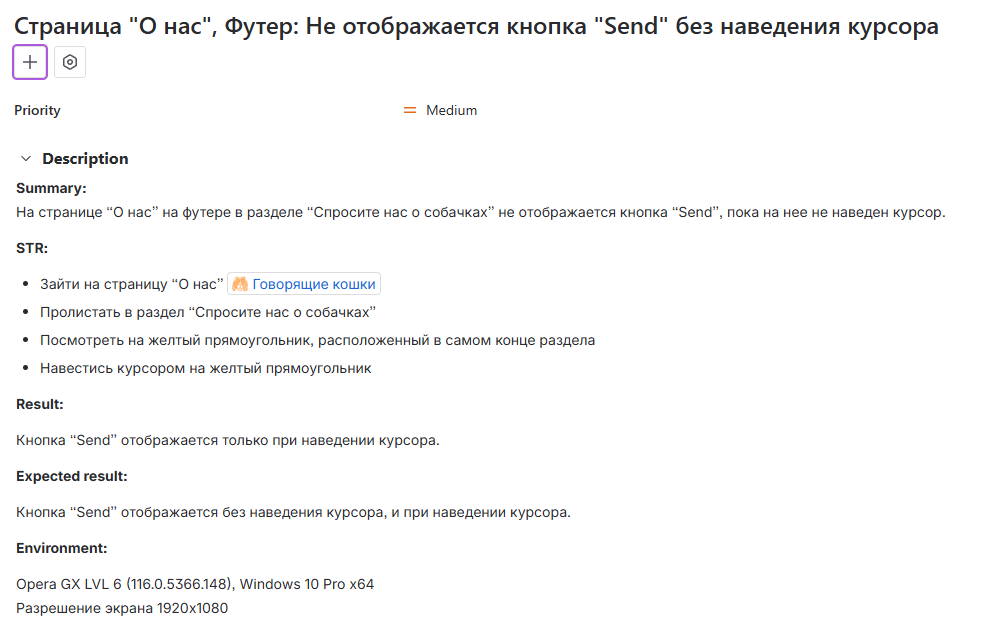 Страница "О нас", Футер: Не отображается кнопка "Send" без наведения курсора
Priority
Medium
Description
Summary:
На странице “О нас” на футере в разделе “Спросите нас о собачках” не отображается кнопка “Send”, пока на нее не наведен курсор.
STR:
Зайти на страницу “О нас” Говорящие кошки
Пролистать в раздел “Спросите нас о собачках”
Посмотреть на желтый прямоугольник, расположенный в самом конце раздела
Навестись курсором на желтый прямоугольник
Result:
Кнопка “Send” отображается только при наведении курсора.
Expected result:
Кнопка “Send” отображается без наведения курсора, и при наведении курсора.
Environment:
Opera GX LVL 6 (116.0.5366.148), Windows 10 Pro x64
Разрешение экрана 1920x1080